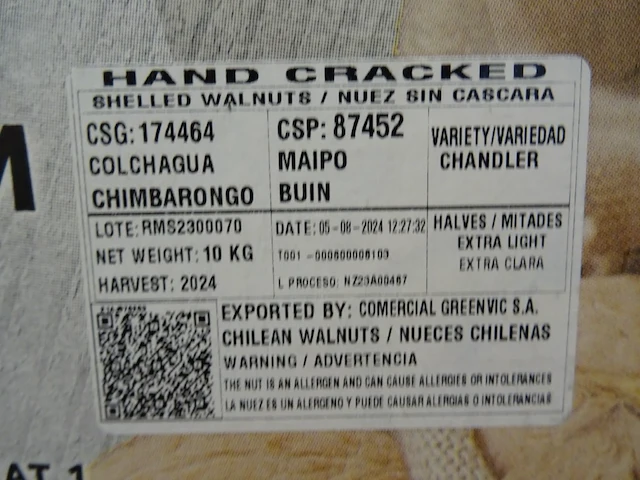 HAND CRACKED
SHELLED WALNUTS / NUEZ SIN CASCARA
CSG: 174464
COLCHAGUA
CHIMBARONGO
CSP: 87452
MAIPO
BUIN
VARIETY/VARIEDAD
CHANDLER
LOTE: RMS2300070
NET WEIGHT: 10 KG
HARVEST: 2024
DATE: 05-08-2024 12:27:32
L PROCESO: NZ23A00467
HALVES / MITADES
EXTRA LIGHT
EXTRA CLARA
EXPORTED BY: COMERCIAL GREENVIC S.A.
CHILEAN WALNUTS / NUECES CHILENAS
WARNING / ADVERTENCIA
THE NUT IS AN ALLERGEN AND CAN CAUSE ALLERGIES OR INTOLERANCES
LA NUEZ ES UN ALERGENO Y PUEDE CAUSAR ALERGIAS O INTOLERANCIAS